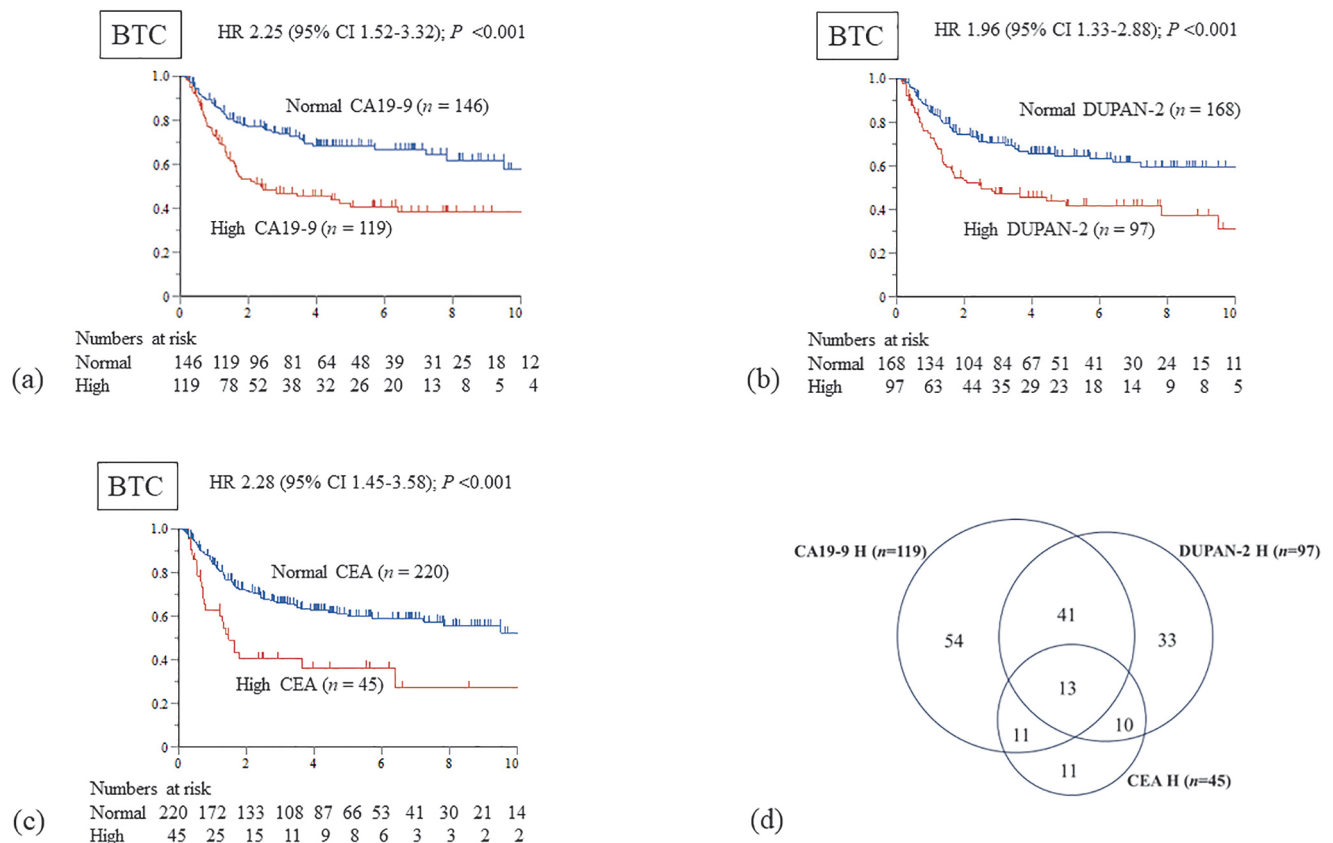 BTC
HR 2.25 (95% CI 1.52-3.32); P <0.001
1.0
0.8
0.6
0.4
0.2
0
Normal CA19-9 (n = 146)
High CA19-9 (n = 119)
0 2 4 6 8 10
Numbers at risk
Normal 146 119 96 81 64 48 39 31 25 18 12
High 119 78 52 38 32 26 20 13 8 5 4
(a)
BTC
HR 1.96 (95% CI 1.33-2.88); P <0.001
1.0
0.8
0.6
0.4
0.2
0
Normal DUPAN-2 (n = 168)
High DUPAN-2 (n = 97)
0 2 4 6 8 10
Numbers at risk
Normal 168 134 104 84 67 51 41 30 24 15 11
High 97 63 44 35 29 23 18 14 9 8 5
(b)
BTC
HR 2.28 (95% CI 1.45-3.58); P <0.001
1.0
0.8
0.6
0.4
0.2
0
Normal CEA (n = 220)
High CEA (n = 45)
0 2 4 6 8 10
Numbers at risk
Normal 220 172 133 108 87 66 53 41 30 21 14
High 45 25 15 11 9 8 6 3 3 2 2
(c)
CA19-9 H (n=119)
DUPAN-2 H (n=97)
41
54
33
13
11
10
11
CEA H (n=45)
(d)